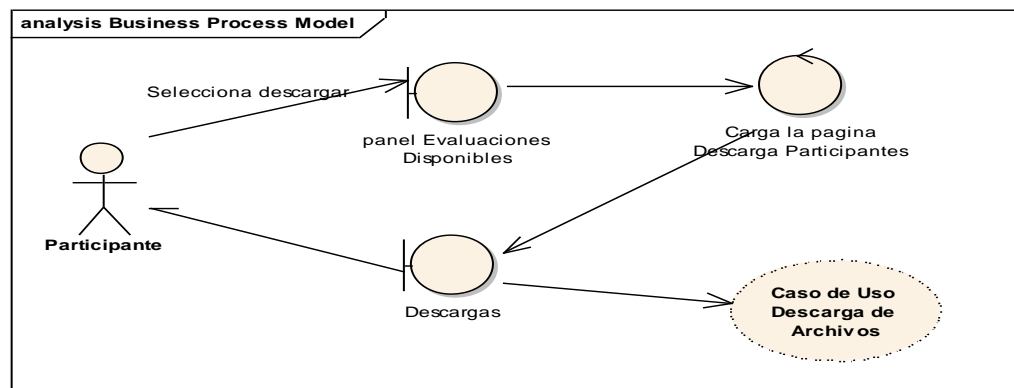 analysis Business Process Model
Selecciona descargar
panel Evaluaciones
Disponibles
Carga la pagina
Descarga Participantes
Participante
Descargas
Caso de Uso
Descarga de
Archivos